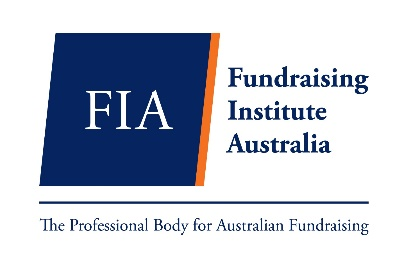 FIA
Fundraising
Institute
Australia
The Professional Body for Australian Fundraising